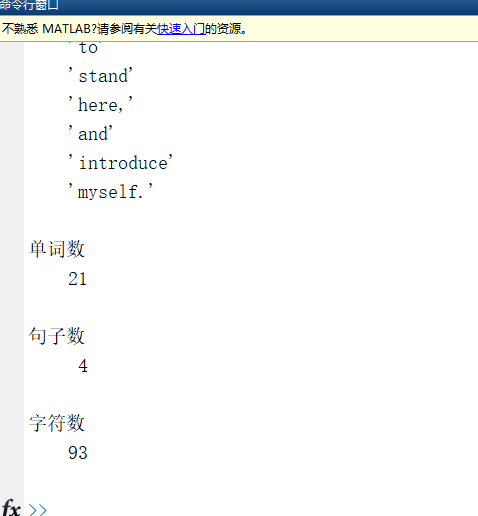 命令行窗口
不熟悉 MATLAB?请参阅有关快速入门的资源。
'to'
'stand'
'here,'
'and'
'introduce'
'myself.'
单词数
21
句子数
4
字符数
93
fx >>